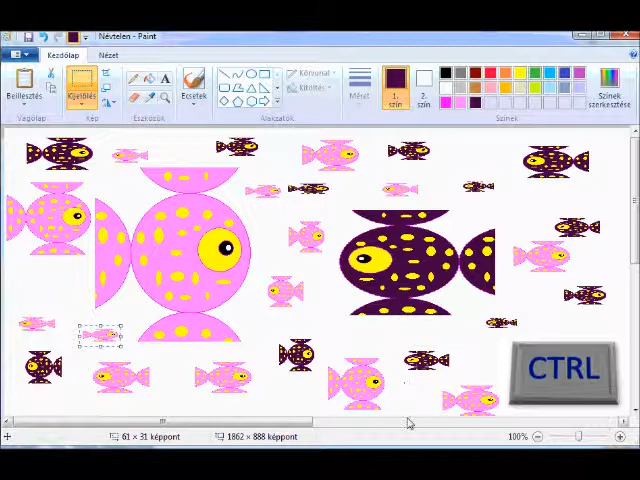 Névtelen - Paint
Kezdőlap Nézet
Beillesztés
Kijelölés
Ecsetek
Körvonal
Kitöltés
Méret
1. szín
2. szín
Színek szerkesztése
Vágólap Kép Eszközök Alakzatok Színek
CTRL
61 × 31 képpont 1862 × 888 képpont 100%